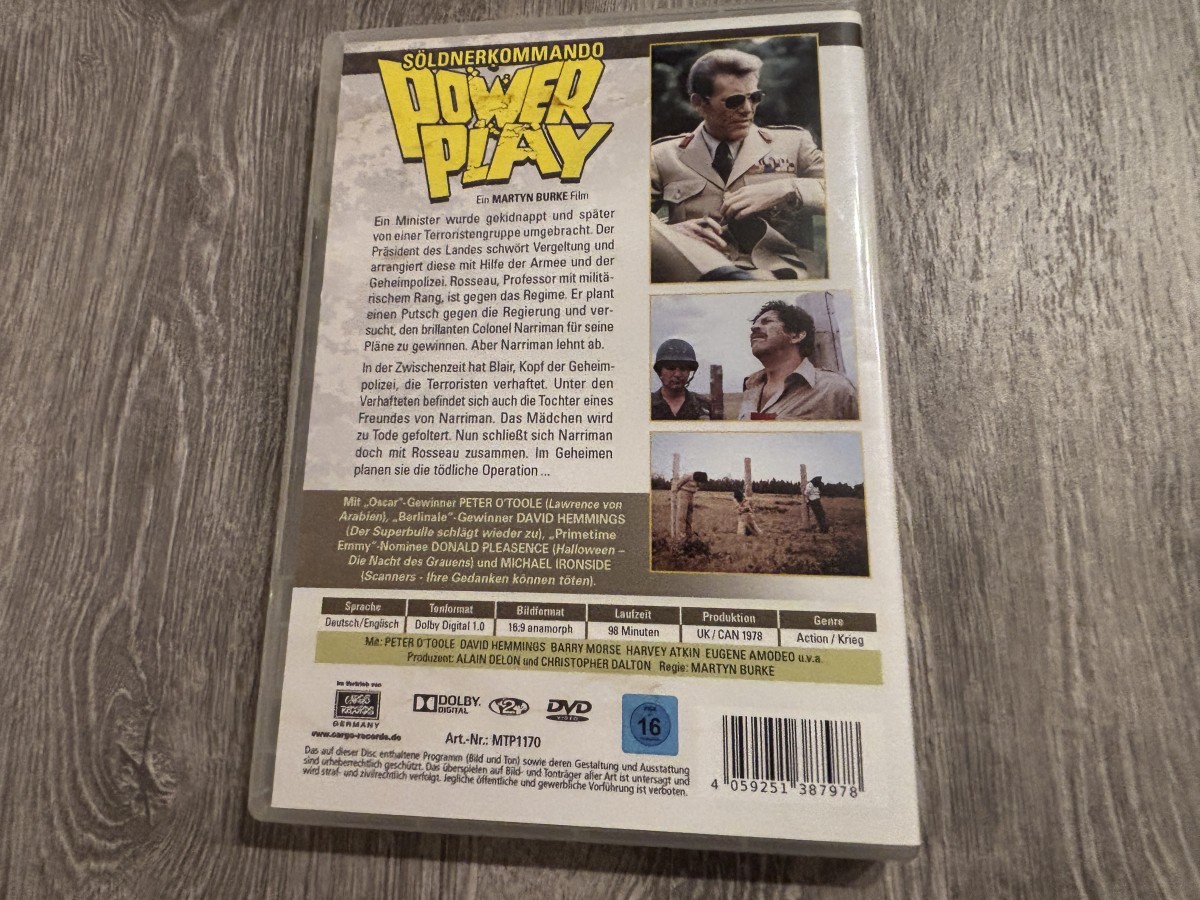 SÖLDNERKOMMANDO
POWER
PLAY
Ein MARTYN BURKE Film
Ein Minister wurde gekidnappt und später
von einer Terroristengruppe umgebracht. Der
Präsident des Landes schwört Vergeltung und
arrangiert diese mit Hilfe der Armee und der
Geheimpolizei. Rosseau, Professor mit militä-
rischem Rang, ist gegen das Regime. Er plant
einen Putsch gegen die Regierung und ver-
sucht, den brillanten Colonel Narriman für seine
Pläne zu gewinnen. Aber Narriman lehnt ab.
In der Zwischenzeit hat Blair, Kopf der Geheim-
polizei, die Terroristen verhaftet. Unter den
Verhafteten befindet sich auch die Tochter eines
Freundes von Narriman. Das Mädchen wird
zu Tode gefoltert. Nun schließt sich Narriman
doch mit Rosseau zusammen. Im Geheimen
planen sie die tödliche Operation ...
Mit „Oscar"-Gewinner PETER O'TOOLE (Lawrence von
Arabien), „Berlinale"-Gewinner DAVID HEMMINGS
(Der Superbulle schlägt wieder zu), „Primetime
Emmy"-Nominee DONALD PLEASENCE (Halloween –
Die Nacht des Grauens) und MICHAEL IRONSIDE
(Scanners - Ihre Gedanken können töten).
Sprache Tonformat Bildformat Laufzeit Produktion Genre
Deutsch/Englisch Dolby Digital 1.0 16:9 anamorph 98 Minuten UK / CAN 1978 Action / Krieg
Mit: PETER O'TOOLE DAVID HEMMINGS BARRY MORSE HARVEY ATKIN EUGENE AMODEO u.v.a.
Produzent: ALAIN DELON und CHRISTOPHER DALTON Regie: MARTYN BURKE
Im Vertrieb von
CARGO
RECORDS
GERMANY
www.cargo-records.de
DOLBY
DIGITAL
2
DVD
VIDEO
16
Art.-Nr.: MTP1170
Das auf dieser Disc enthaltene Programm (Bild und Ton) sowie deren Gestaltung und Ausstattung
sind urheberrechtlich geschützt. Das überspielen auf Bild- und Tonträger aller Art ist untersagt und
wird straf- und zivilrechtlich verfolgt. Jegliche öffentliche und gewerbliche Vorführung ist verboten.
4 059251 387978